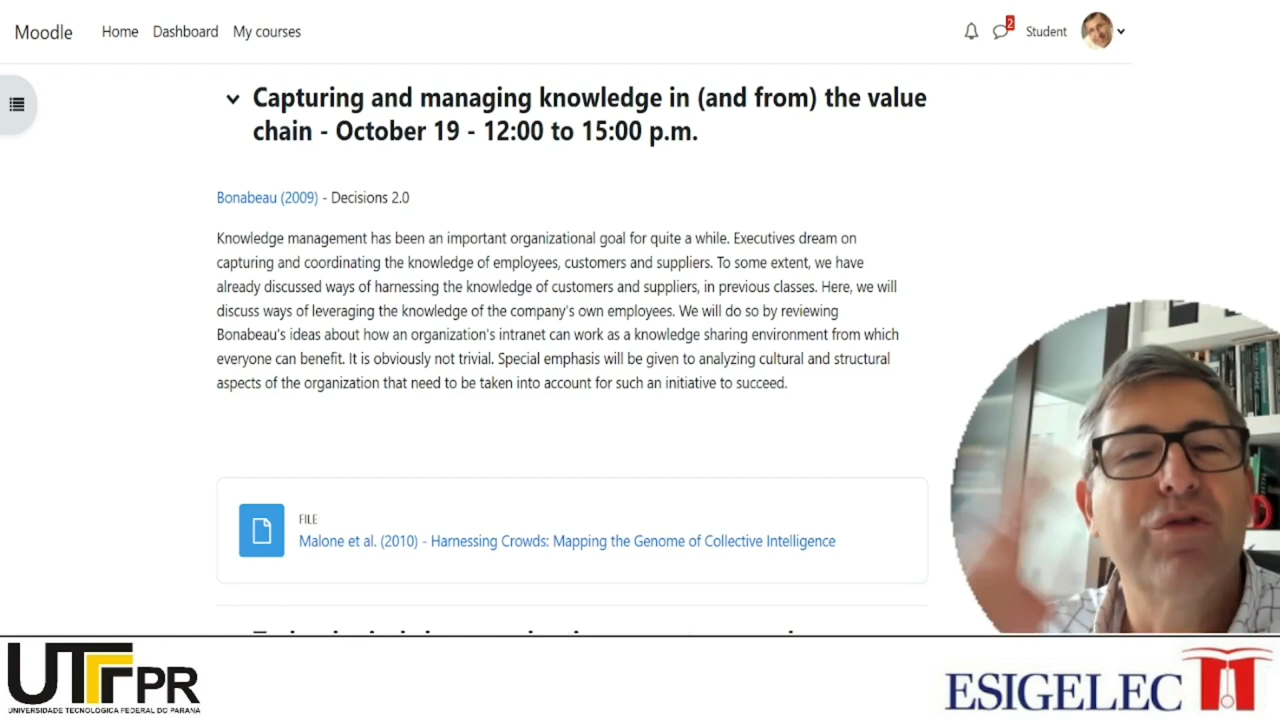 Moodle Home Dashboard My courses 2 Student
Capturing and managing knowledge in (and from) the value
chain - October 19 - 12:00 to 15:00 p.m.
Bonabeau (2009) - Decisions 2.0
Knowledge management has been an important organizational goal for quite a while. Executives dream on
capturing and coordinating the knowledge of employees, customers and suppliers. To some extent, we have
already discussed ways of harnessing the knowledge of customers and suppliers, in previous classes. Here, we will
discuss ways of leveraging the knowledge of the company's own employees. We will do so by reviewing
Bonabeau's ideas about how an organization's intranet can work as a knowledge sharing environment from which
everyone can benefit. It is obviously not trivial. Special emphasis will be given to analyzing cultural and structural
aspects of the organization that need to be taken into account for such an initiative to succeed.
FILE
Malone et al. (2010) - Harnessing Crowds: Mapping the Genome of Collective Intelligence
UTFPR
UNIVERSIDADE TECNOLÓGICA FEDERAL DO PARANÁ
ESIGELEC